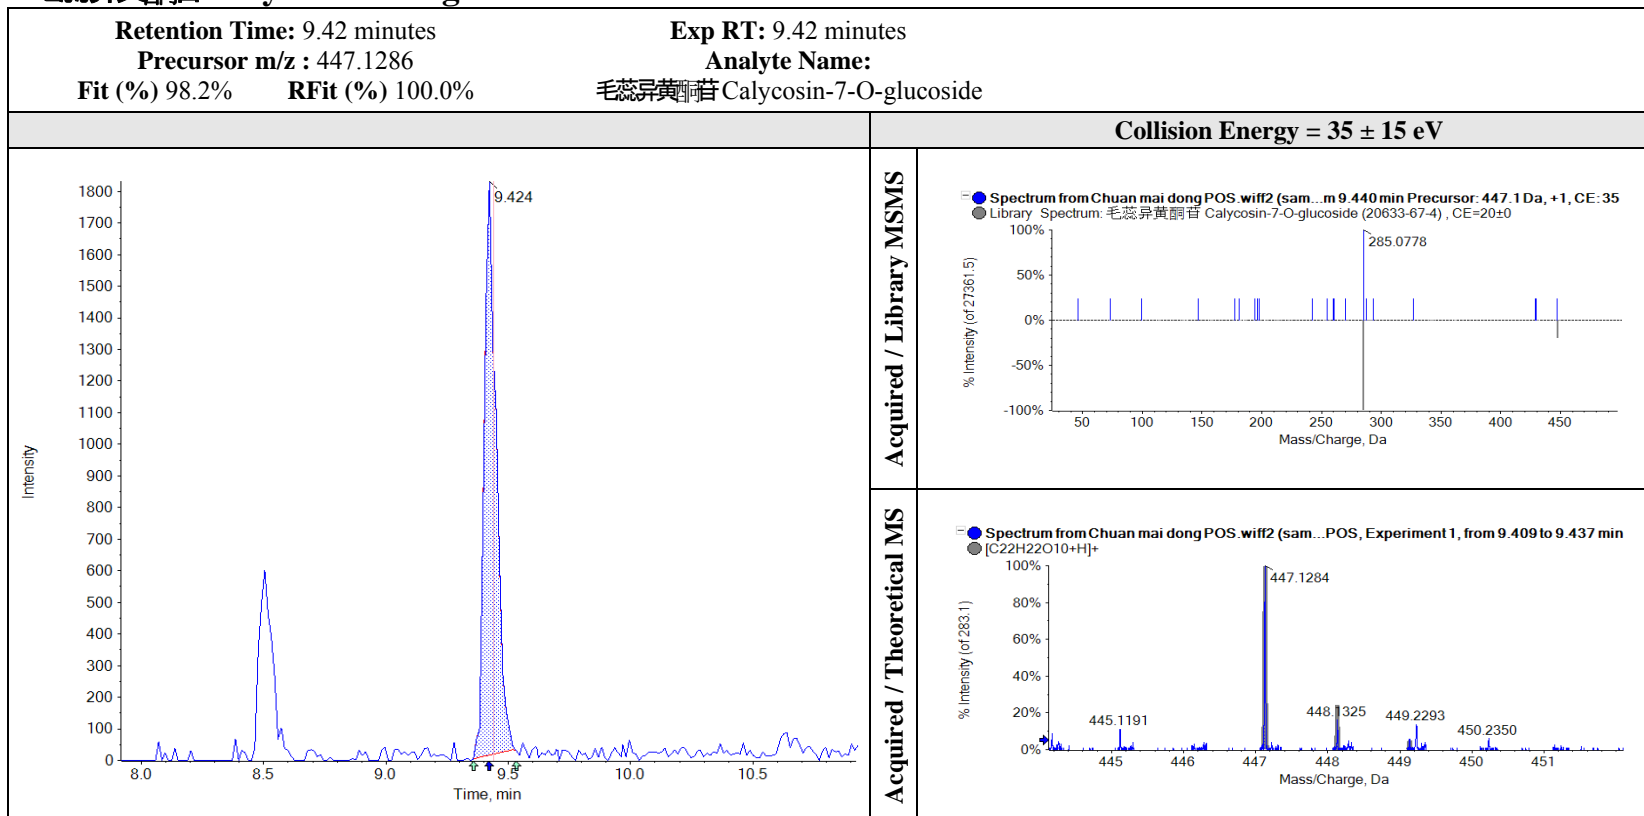 Retention Time: 9.42 minutes
Exp RT: 9.42 minutes
Precursor m/z : 447.1286
Analyte Name:
Fit (%) 98.2% RFit (%) 100.0%
毛蕊异黄酮苷Calycosin-7-O-glucoside
Collision Energy = 35 ± 15 eV
Intensity
1800
1700
1600
1500
1400
1300
1200
1100
1000
900
800
700
600
500
400
300
200
100
0
9.424
8.0 8.5 9.0 9.5 10.0 10.5
Time, min
Acquired / Library MSMS
Spectrum from Chuan mai dong POS.wiff2 (sam...m 9.440 min Precursor: 447.1 Da, +1, CE: 35
Library Spectrum: 毛蕊异黄酮苷 Calycosin-7-O-glucoside (20633-67-4) , CE=20±0
% Intensity (of 27361.5)
100%
50%
0%
-50%
-100%
285.0778
50 100 150 200 250 300 350 400 450
Mass/Charge, Da
Acquired / Theoretical MS
Spectrum from Chuan mai dong POS.wiff2 (sam...POS, Experiment 1, from 9.409 to 9.437 min
[C22H22O10+H]+
% Intensity (of 283.1)
100%
80%
60%
40%
20%
0%
447.1284
445.1191
448.1325
449.2293
450.2350
445 446 447 448 449 450 451
Mass/Charge, Da